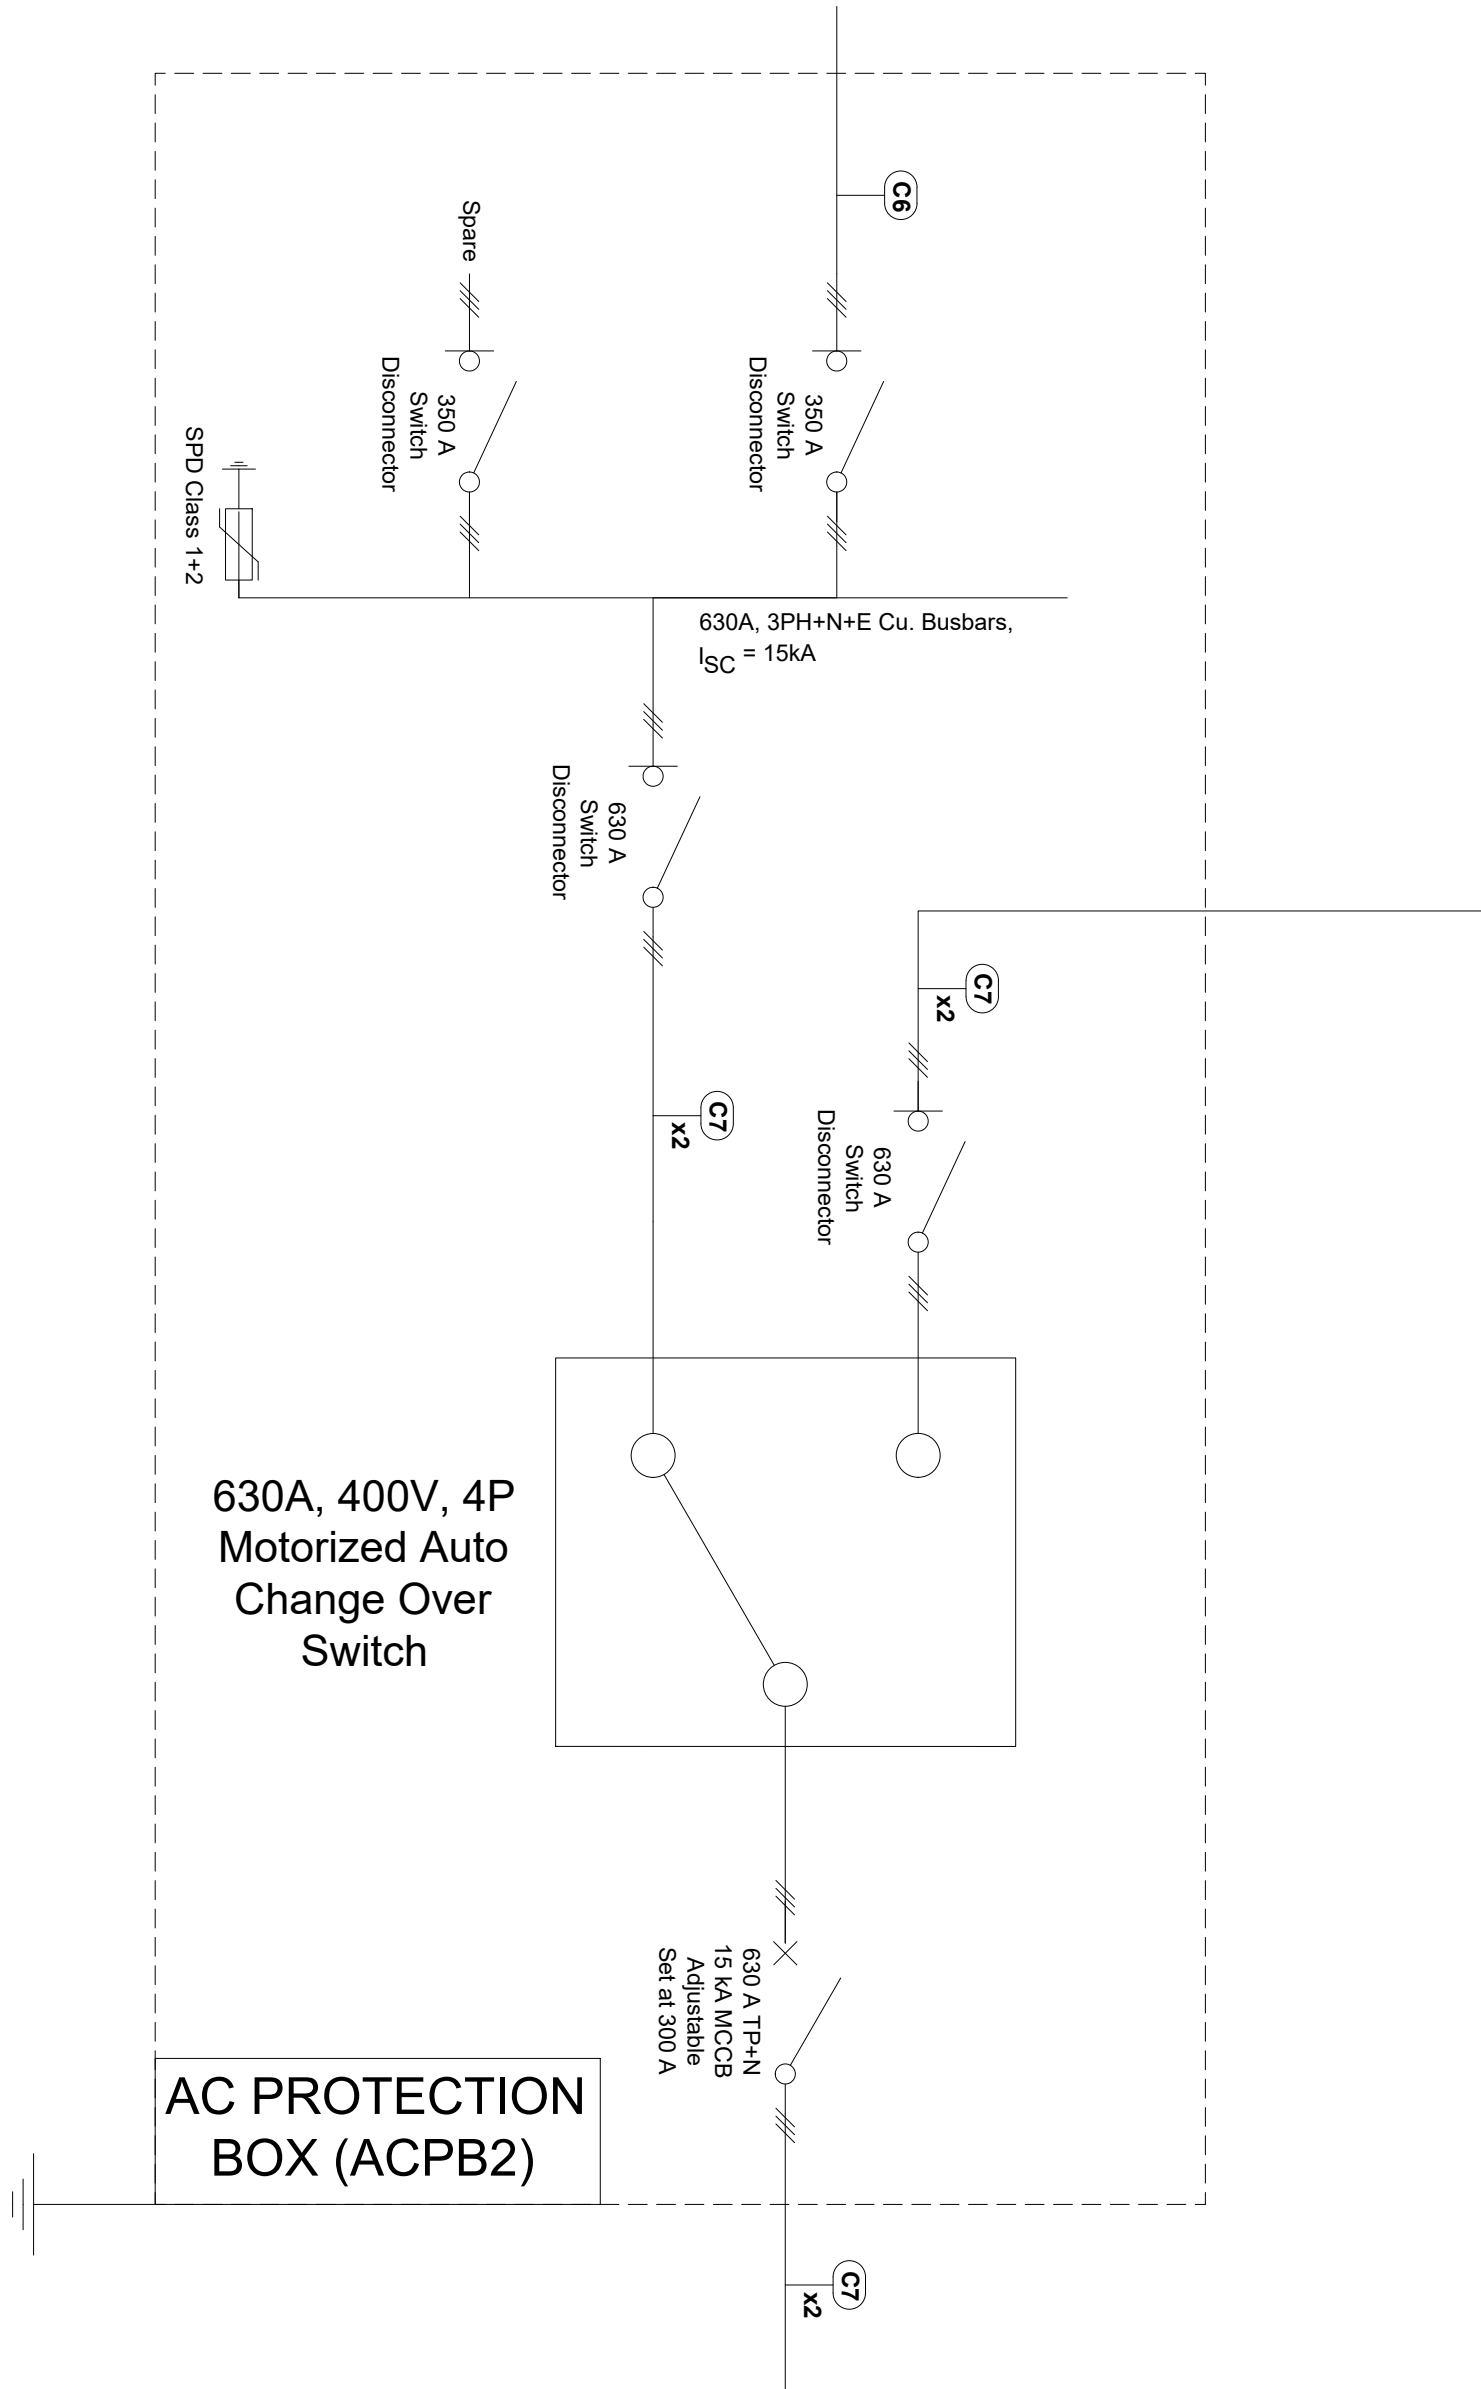 C6
Spare
350 A
Switch
Disconnector
350 A
Switch
Disconnector
SPD Class 1+2
630A, 3PH+N+E Cu. Busbars,
ISC = 15kA
630 A
Switch
Disconnector
C7
x2
C7
x2
630 A
Switch
Disconnector
630A, 400V, 4P
Motorized Auto
Change Over
Switch
630 A TP+N
15 kA MCCB
Adjustable
Set at 300 A
AC PROTECTION
BOX (ACPB2)
C7
x2